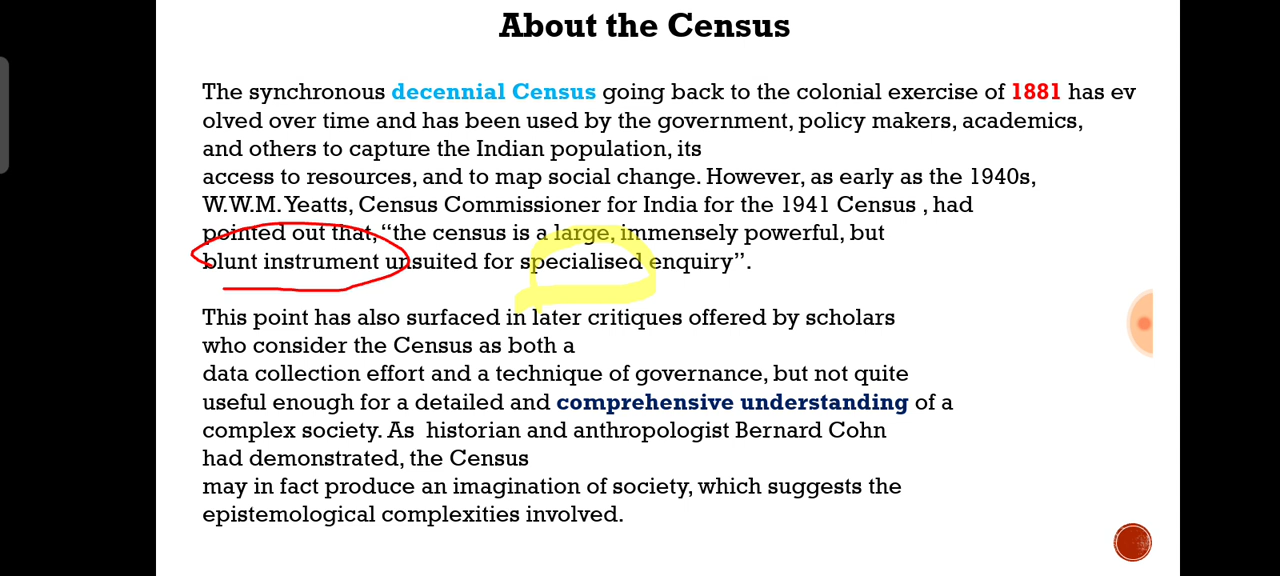 About the Census
The synchronous decennial Census going back to the colonial exercise of 1881 has ev
olved over time and has been used by the government, policy makers, academics,
and others to capture the Indian population, its
access to resources, and to map social change. However, as early as the 1940s,
W.W.M. Yeatts, Census Commissioner for India for the 1941 Census , had
pointed out that, “the census is a large, immensely powerful, but
blunt instrument unsuited for specialised enquiry”.
This point has also surfaced in later critiques offered by scholars
who consider the Census as both a
data collection effort and a technique of governance, but not quite
useful enough for a detailed and comprehensive understanding of a
complex society. As  historian and anthropologist Bernard Cohn
had demonstrated, the Census
may in fact produce an imagination of society, which suggests the
epistemological complexities involved.